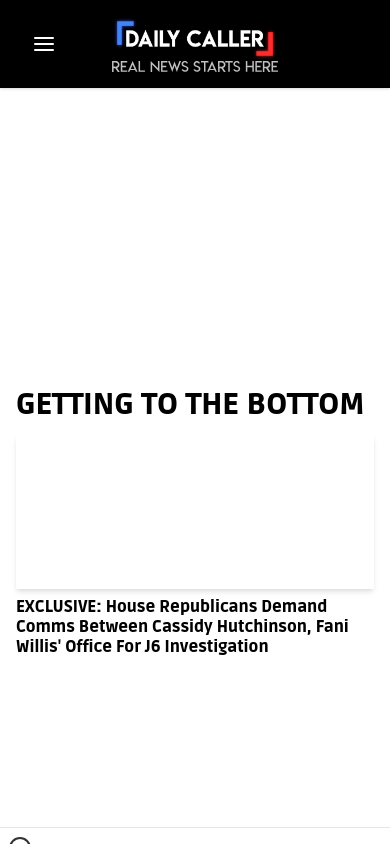 DAILY CALLER
REAL NEWS STARTS HERE
GETTING TO THE BOTTOM
EXCLUSIVE: House Republicans Demand
Comms Between Cassidy Hutchinson, Fani
Willis' Office For J6 Investigation